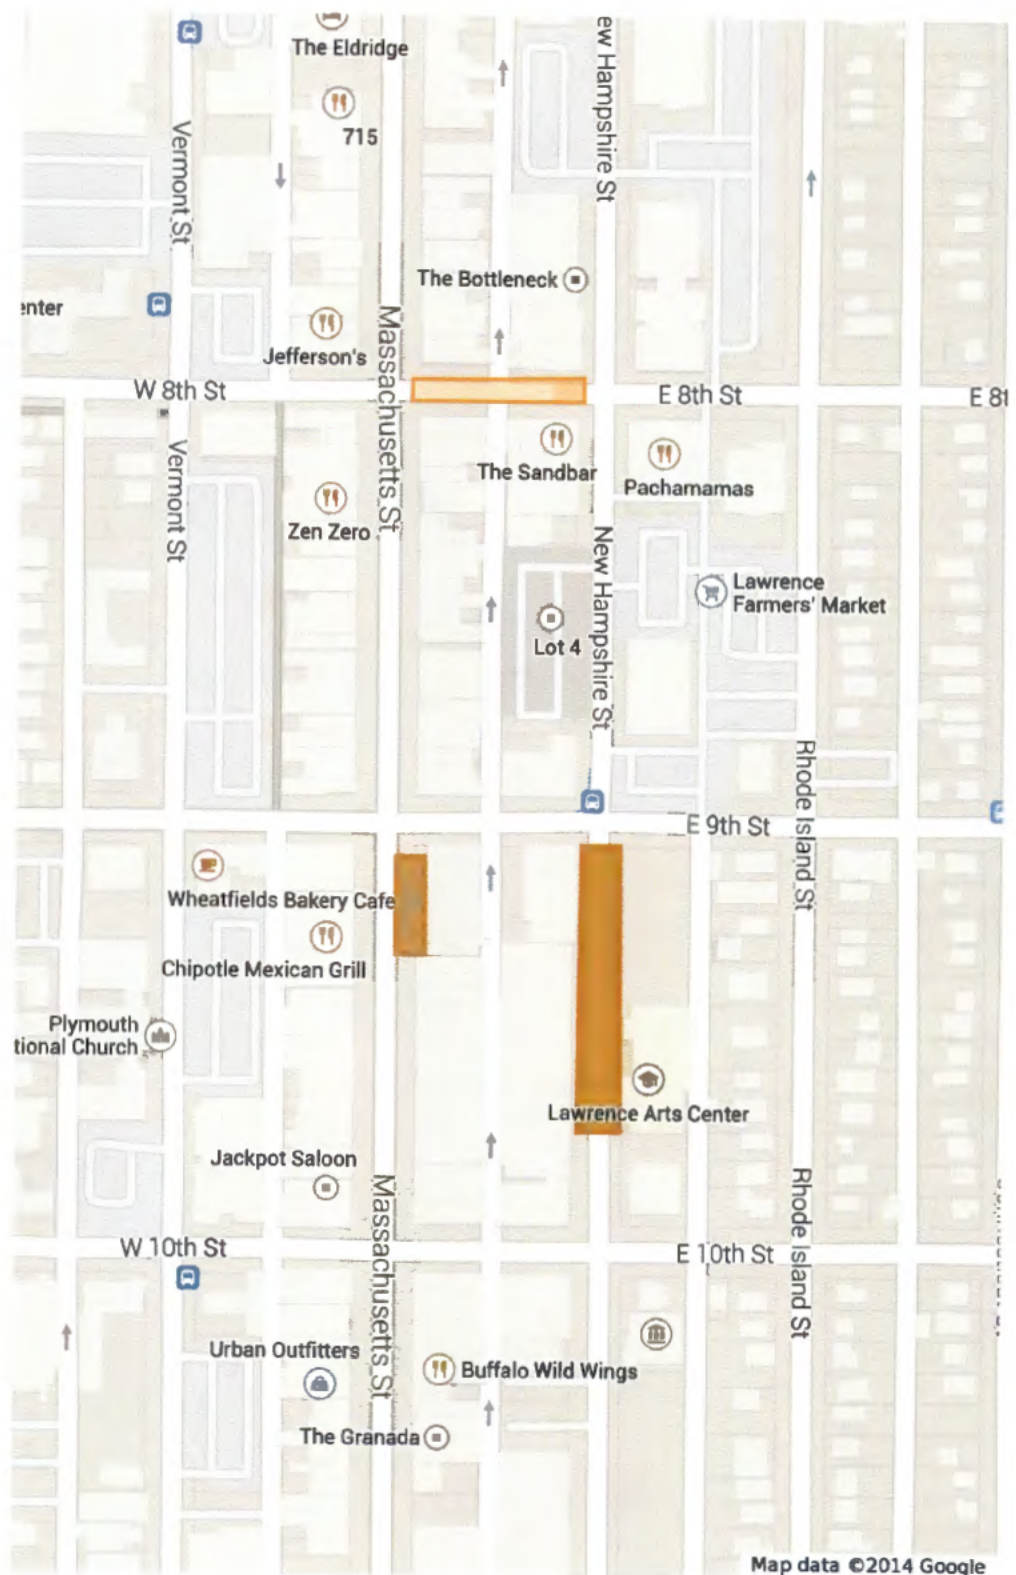 The Eldridge
715
Vermont St
ew Hampshire St
The Bottleneck
enter
Jefferson's
Massachusetts St
W 8th St
E 8th St
E 8t
The Sandbar
Pachamamas
Vermont St
Zen Zero
New Hampshire St
Lawrence
Farmers' Market
Lot 4
Rhode Island St
E 9th St
Wheatfields Bakery Cafe
Chipotle Mexican Grill
Plymouth
tional Church
Lawrence Arts Center
Jackpot Saloon
Massachusetts St
Rhode Island St
W 10th St
E 10th St
Urban Outfitters
Buffalo Wild Wings
The Granada
Map data ©2014 Google